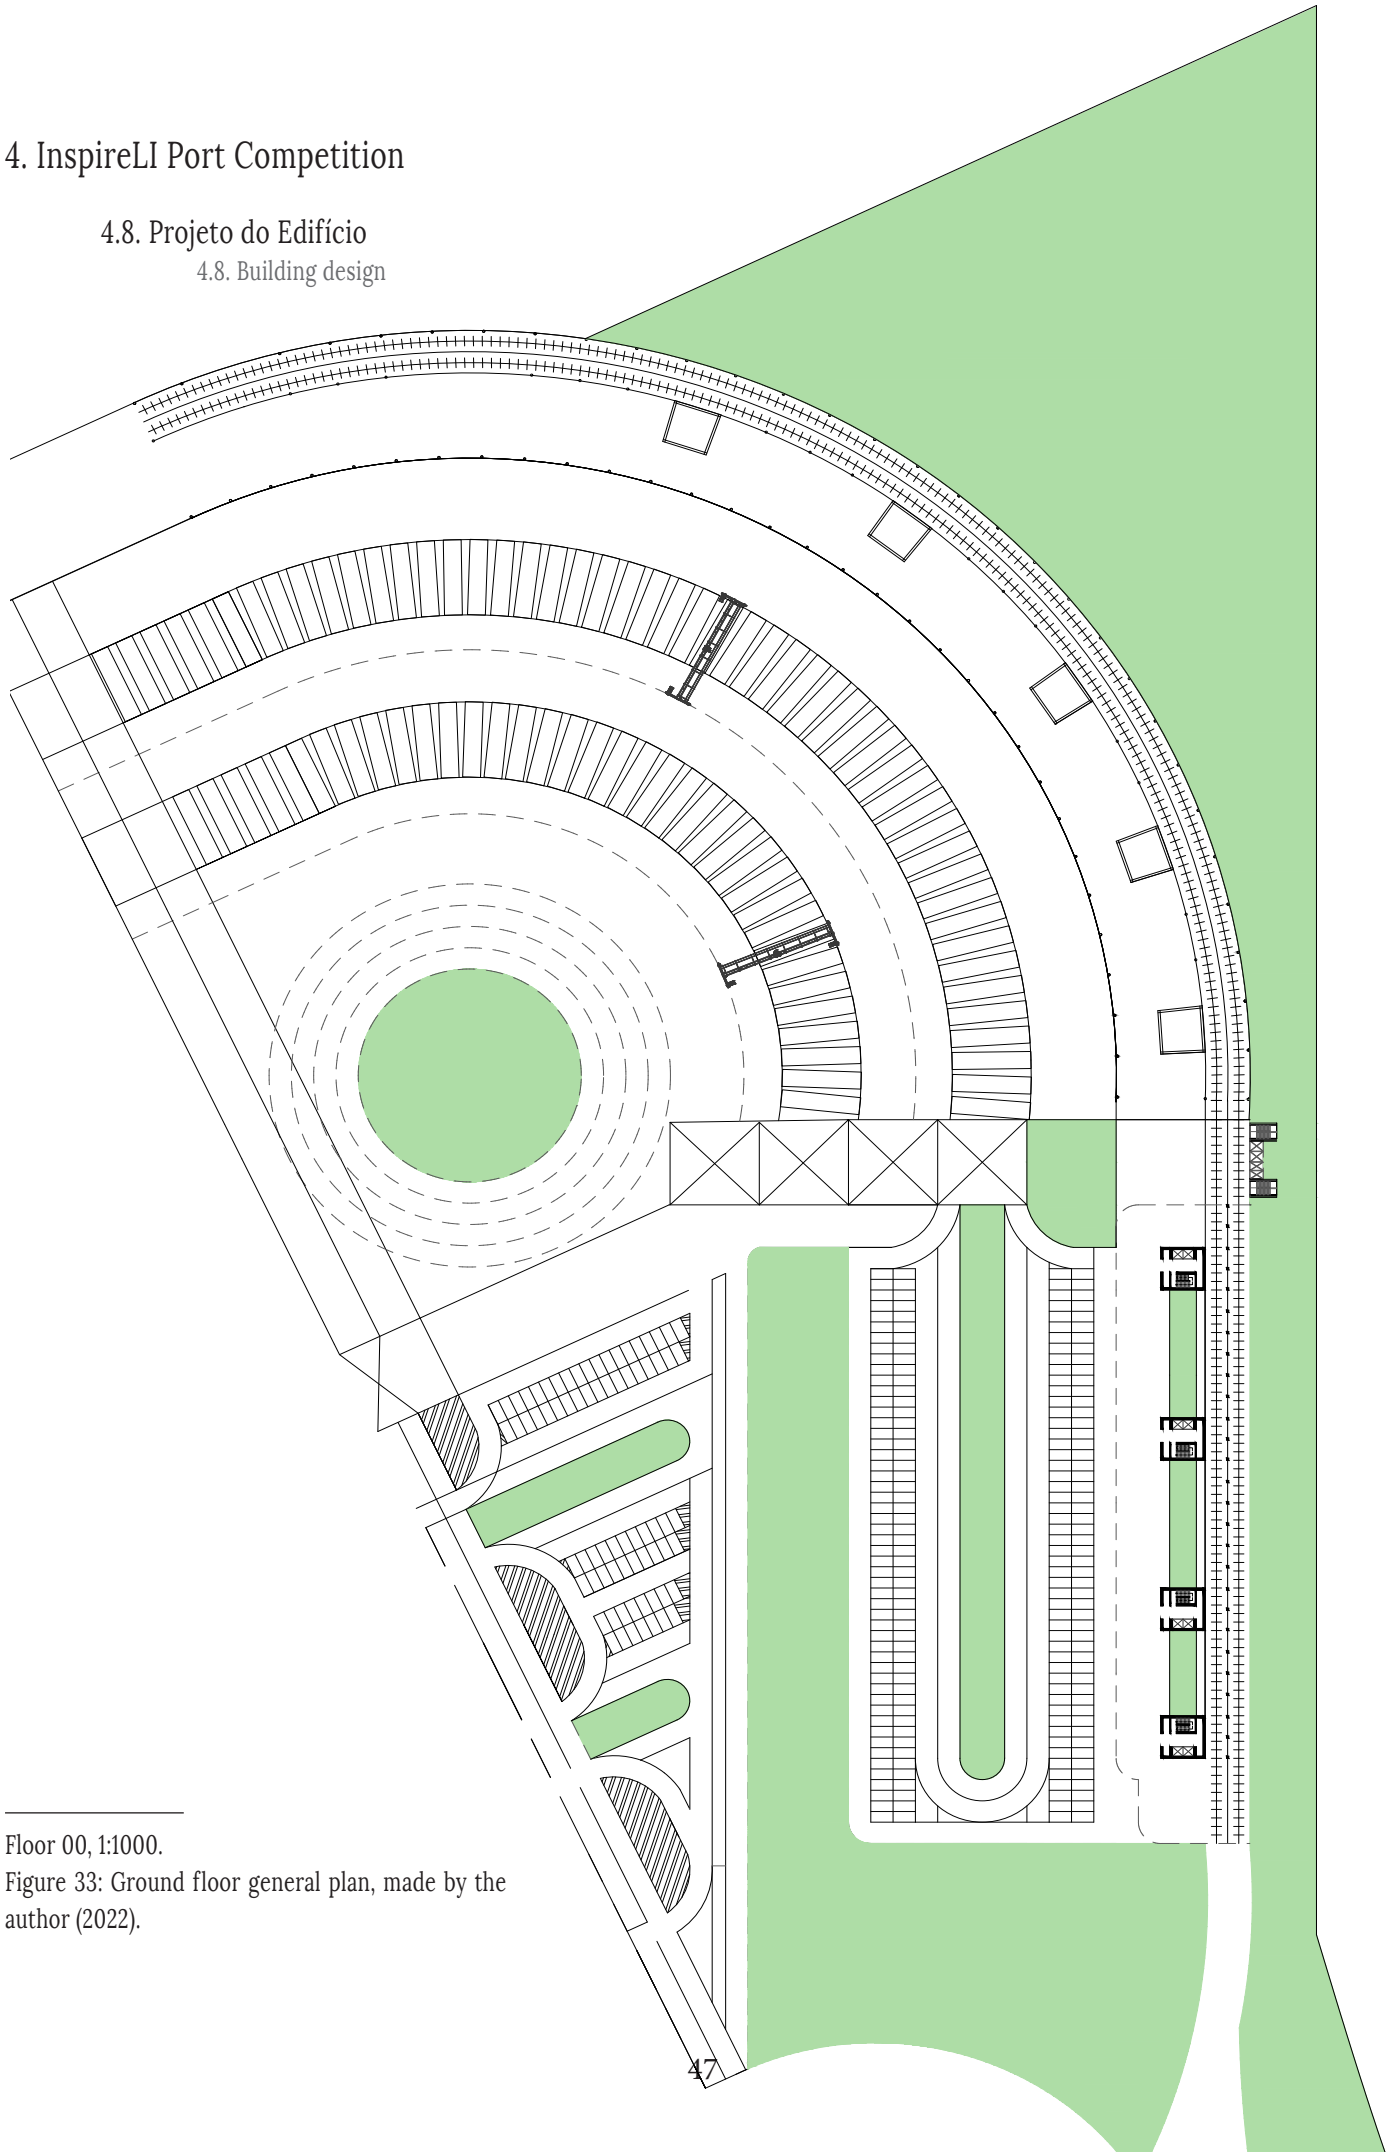 4. InspireLI Port Competition
4.8. Projeto do Edifício
4.8. Building design
Floor 00, 1:1000.
Figure 33: Ground floor general plan, made by the
author (2022).
47